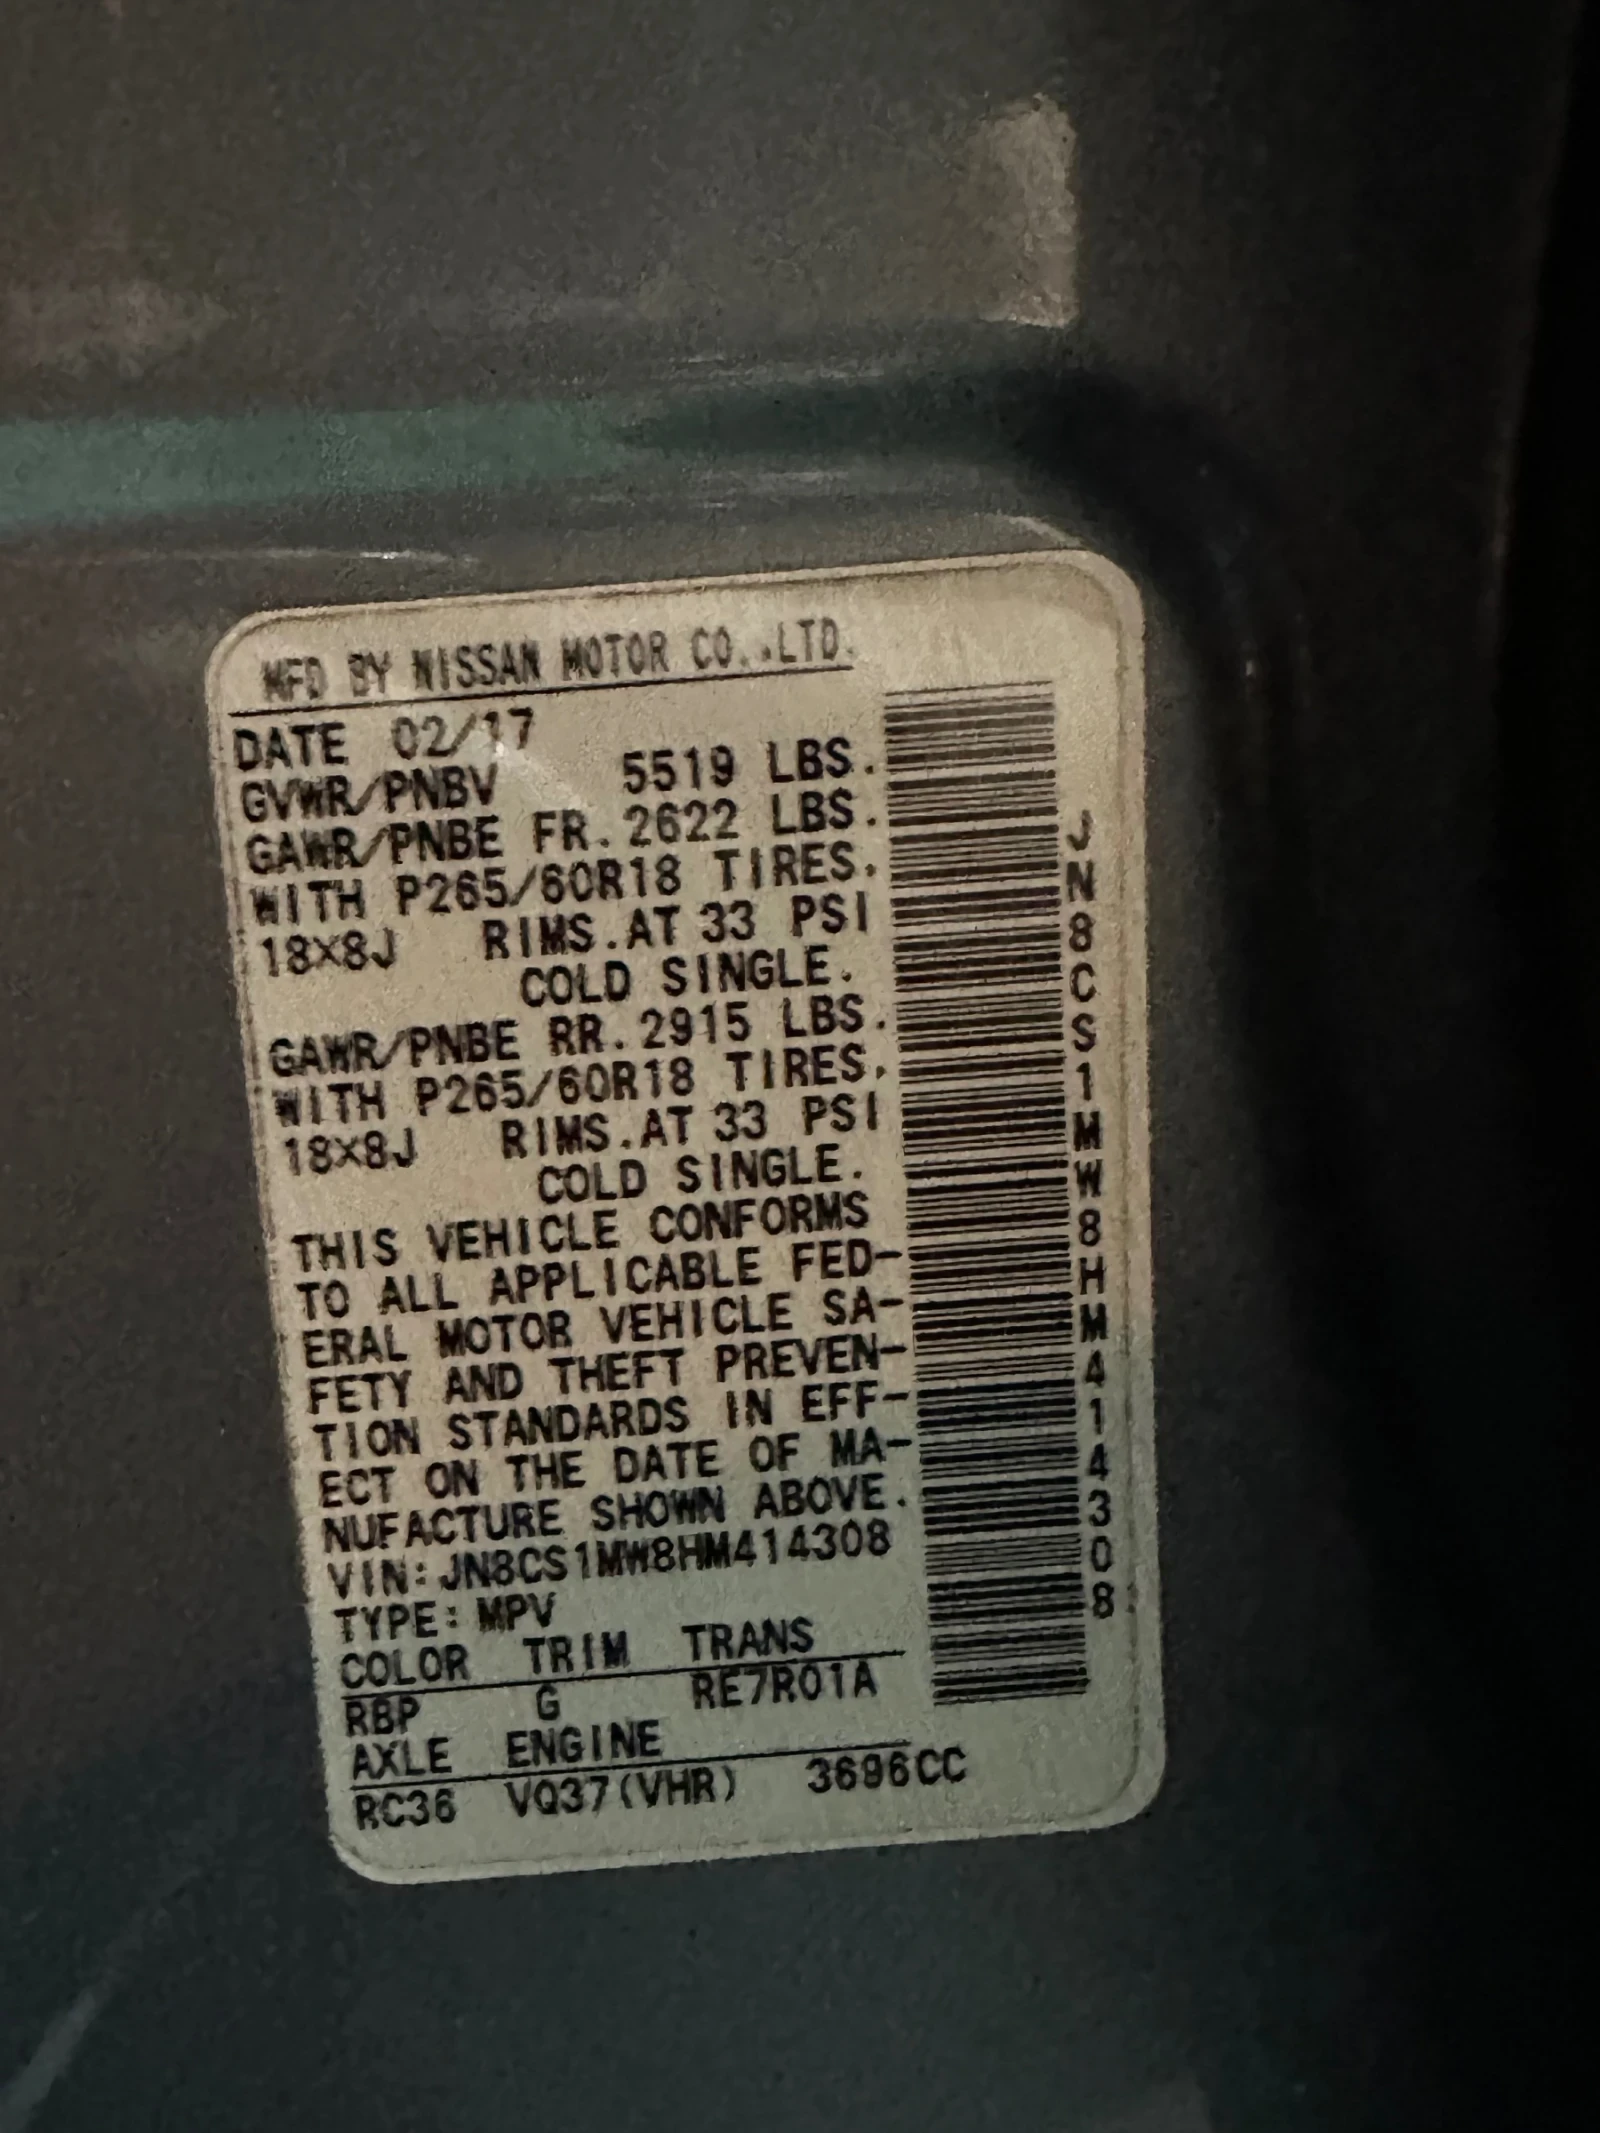 MFD BY NISSAN MOTOR CO.,LTD.
DATE 02/17
GVWR/PNBV 5519 LBS.
GAWR/PNBE FR. 2622 LBS.
WITH P265/60R18 TIRES,
18X8J RIMS.AT 33 PSI
COLD SINGLE.
GAWR/PNBE RR. 2915 LBS.
WITH P265/60R18 TIRES,
18X8J RIMS.AT 33 PSI
COLD SINGLE.
THIS VEHICLE CONFORMS
TO ALL APPLICABLE FED-
ERAL MOTOR VEHICLE SA-
FETY AND THEFT PREVEN-
TION STANDARDS IN EFF-
ECT ON THE DATE OF MA-
NUFACTURE SHOWN ABOVE.
VIN: JN8CS1MW8HM414308
TYPE: MPV
COLOR TRIM TRANS
RBP G RE7R01A
AXLE ENGINE
RC36 VQ37(VHR) 3696CC
JN8CS1MW8HM414308